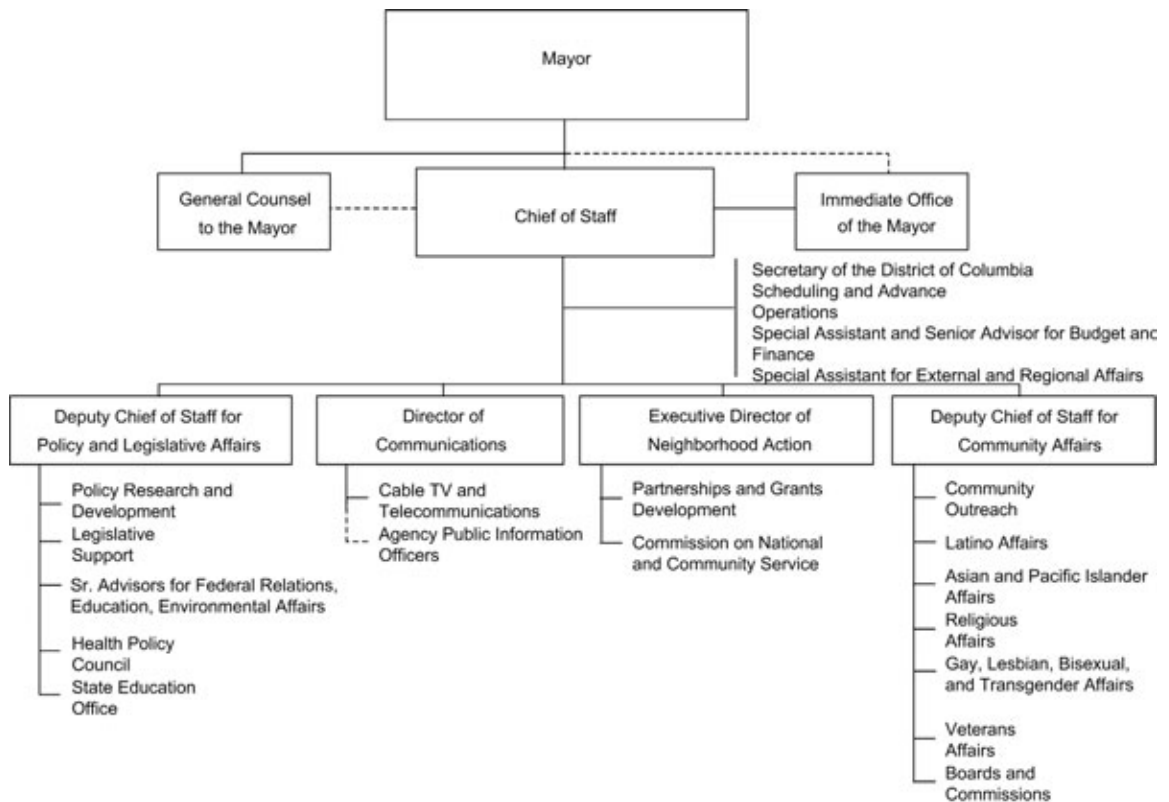 Mayor
General Counsel
to the Mayor
Chief of Staff
Immediate Office
of the Mayor
Secretary of the District of Columbia
Scheduling and Advance
Operations
Special Assistant and Senior Advisor for Budget and
Finance
Special Assistant for External and Regional Affairs
Deputy Chief of Staff for
Policy and Legislative Affairs
Policy Research and
Development
Legislative
Support
Sr. Advisors for Federal Relations,
Education, Environmental Affairs
Health Policy
Council
State Education
Office
Director of
Communications
Cable TV and
Telecommunications
Agency Public Information
Officers
Executive Director of
Neighborhood Action
Partnerships and Grants
Development
Commission on National
and Community Service
Deputy Chief of Staff for
Community Affairs
Community
Outreach
Latino Affairs
Asian and Pacific Islander
Affairs
Religious
Affairs
Gay, Lesbian, Bisexual,
and Transgender Affairs
Veterans
Affairs
Boards and
Commissions